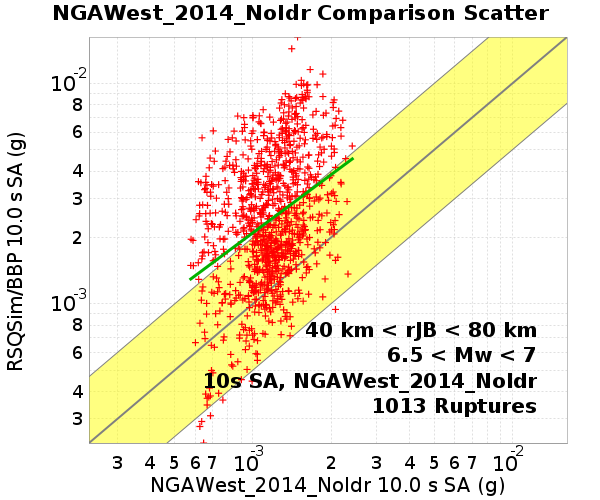 NGAWest_2014_NoIdr Comparison Scatter
RSQSim/BBP 10.0 s SA (g)
10-2
8
6
4
3
2
10-3
8
6
4
3
40 km < rJB < 80 km
6.5 < Mw < 7
10s SA, NGAWest_2014_NoIdr
1013 Ruptures
3 4 5 6 7 10-3 2 3 4 5 6 7 10-2 2
NGAWest_2014_NoIdr 10.0 s SA (g)